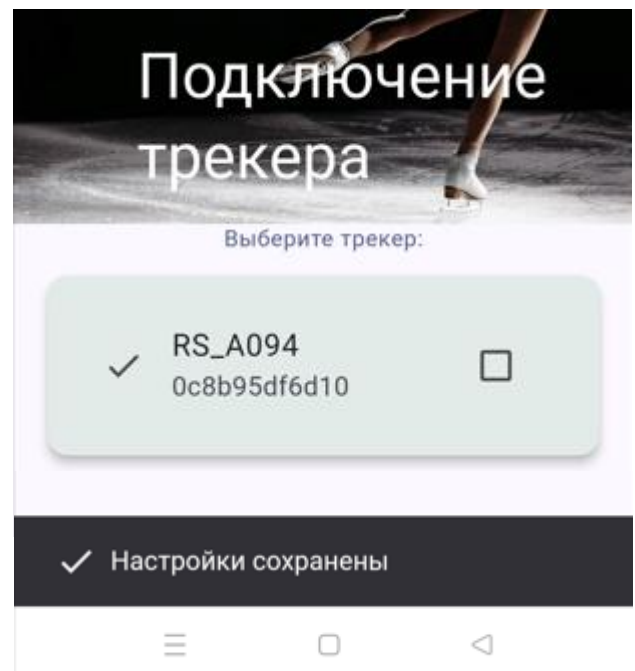 Подключение
трекера
Выберите трекер:
RS_A094
0c8b95df6d10
Настройки сохранены